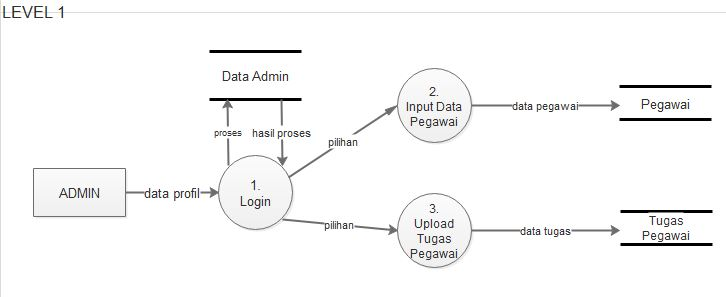 LEVEL 1
Data Admin
proses
hasil proses
ADMIN
data profil
1.
Login
pilihan
2.
Input Data
Pegawai
data pegawai
Pegawai
pilihan
3.
Upload
Tugas
Pegawai
data tugas
Tugas
Pegawai